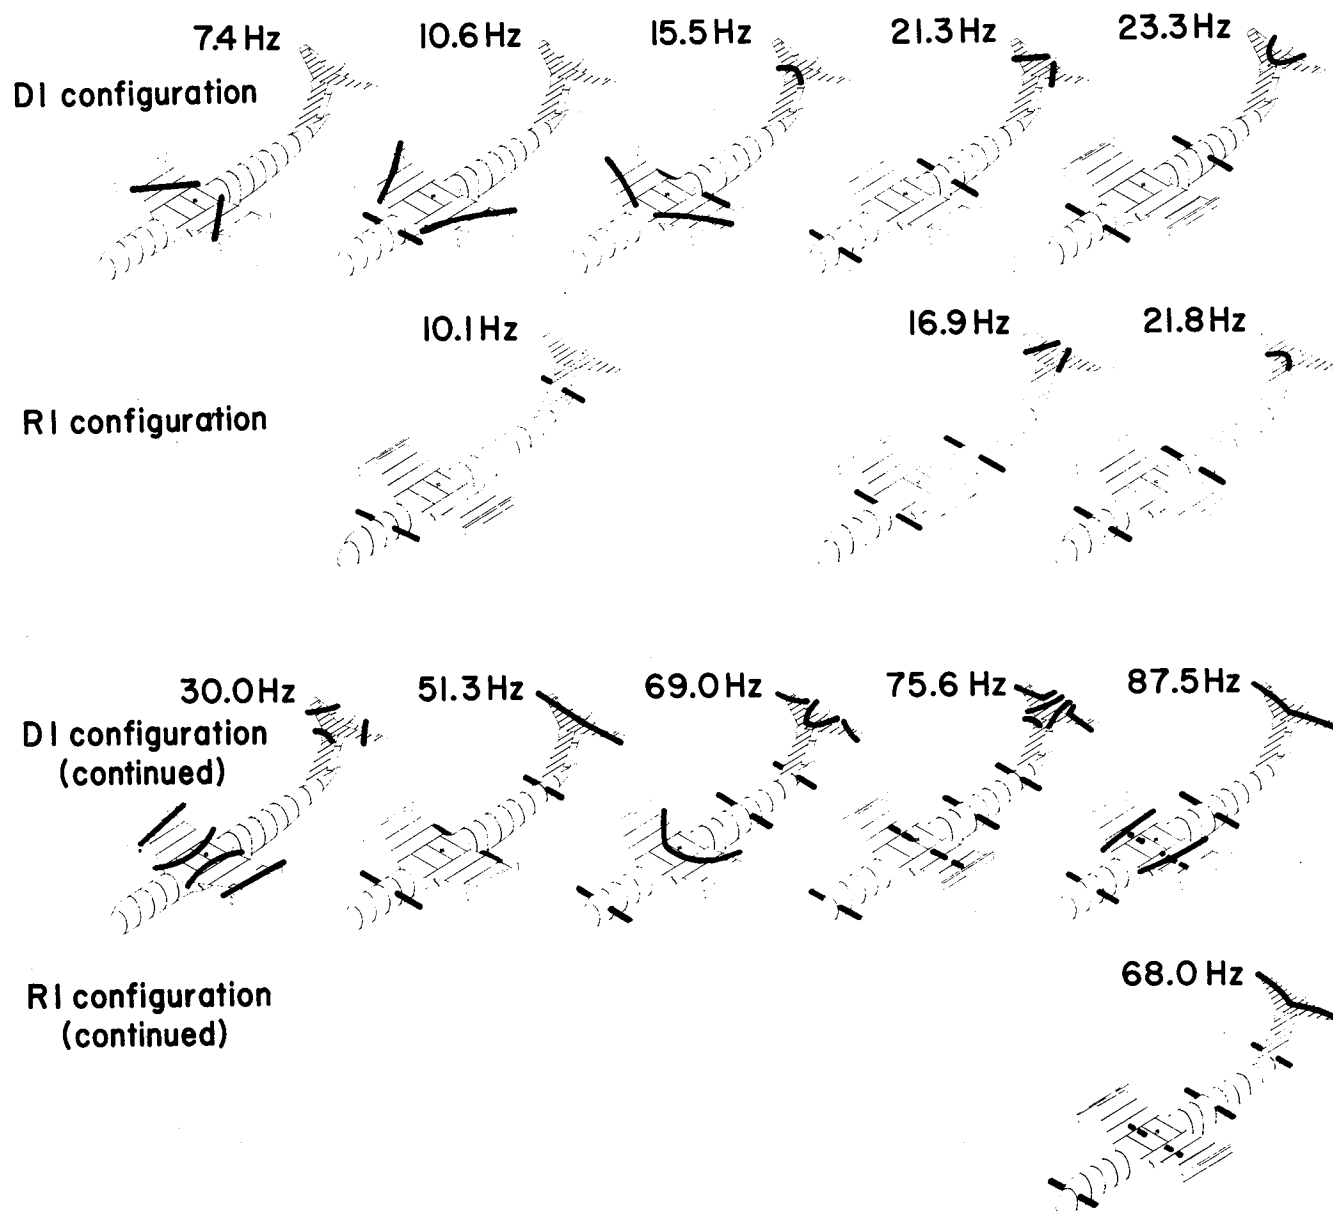 7.4 Hz 10.6 Hz 15.5 Hz 21.3 Hz 23.3 Hz
D1 configuration
10.1 Hz 16.9 Hz 21.8 Hz
R1 configuration
30.0 Hz 51.3 Hz 69.0 Hz 75.6 Hz 87.5 Hz
D1 configuration
(continued)
68.0 Hz
R1 configuration
(continued)